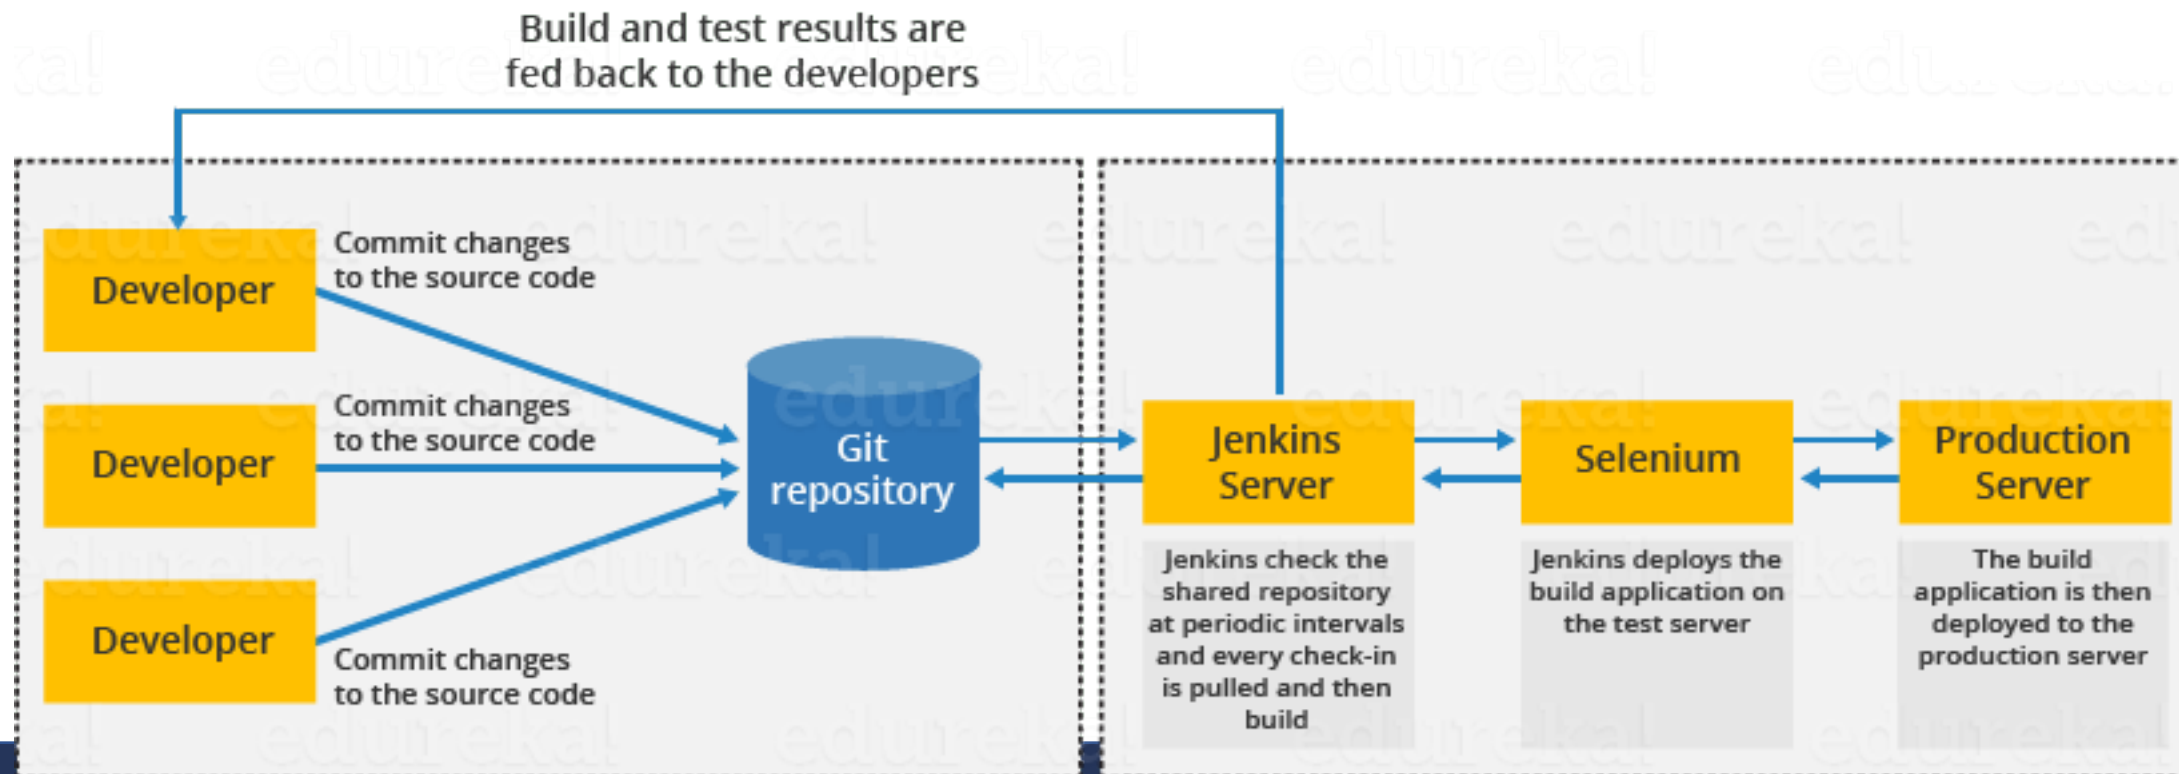 Build and test results are
fed back to the developers
Developer
Commit changes
to the source code
Developer
Commit changes
to the source code
Developer
Commit changes
to the source code
Git
repository
Jenkins
Server
Jenkins check the
shared repository
at periodic intervals
and every check-in
is pulled and then
build
Selenium
Jenkins deploys the
build application on
the test server
Production
Server
The build
application is then
deployed to the
production server
edureka!